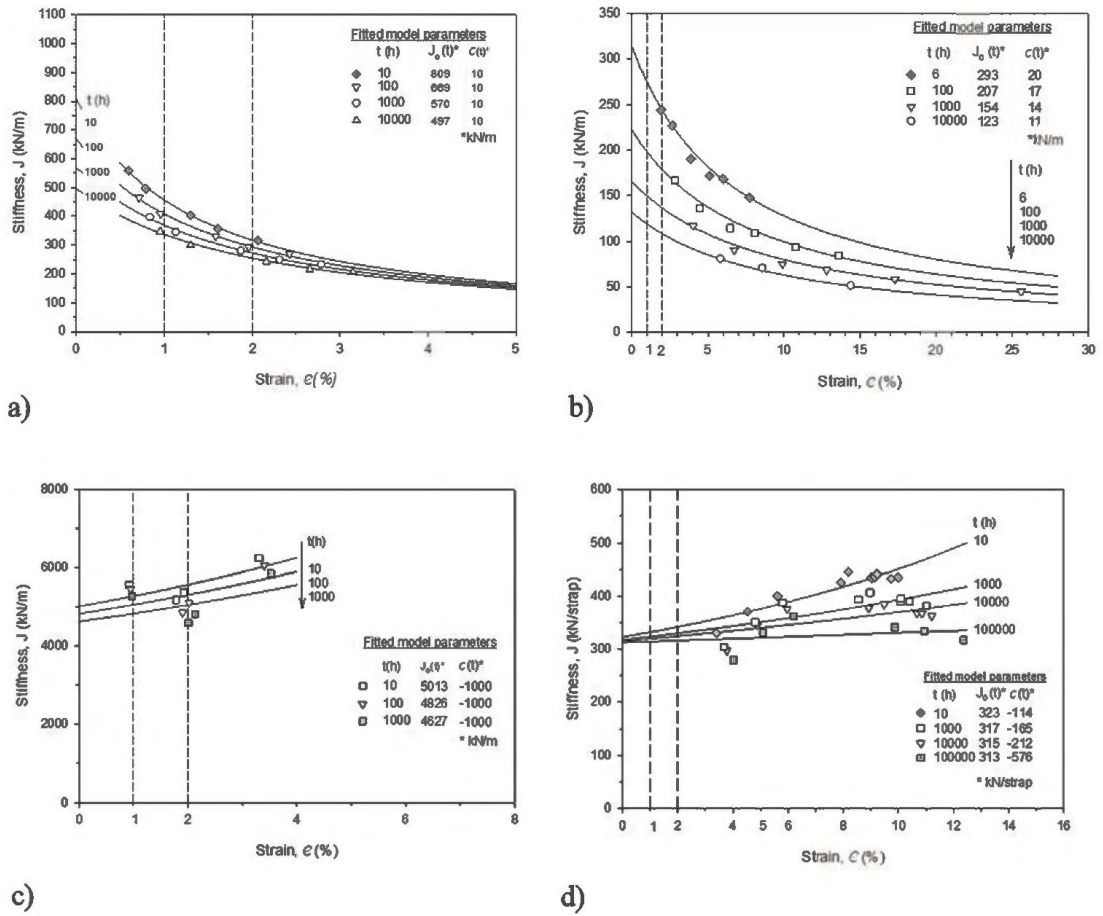 1100
1000
900
800
700
600
500
400
300
200
100
0
Stiffness, J (kN/m)
0 1 2 3 4 5
Strain, ϵ(%)
t (h)
10
100
1000
10000
Fitted model parameters
t (h) Jₒ(t)* c(t)*
10 809 10
100 669 10
1000 570 10
10000 497 10
*kN/m
a)
350
300
250
200
150
100
50
0
Stiffness, J (kN/m)
0 1 2 5 10 15 20 25 30
Strain, ϵ(%)
Fitted model parameters
t (h) Jₒ(t)* c(t)*
6 293 20
100 207 17
1000 154 14
10000 123 11
*kN/m
t (h)
6
100
1000
10000
b)
8000
6000
4000
2000
0
Stiffness, J (kN/m)
0 1 2 4 6 8
Strain, ϵ(%)
t(h)
10
100
1000
Fitted model parameters
t(h) Jₒ(t)* c(t)*
10 5013 -1000
100 4826 -1000
1000 4627 -1000
* kN/m
c)
600
500
450
400
300
200
100
0
Stiffness, J (kN/strap)
0 1 2 4 5 6 8 10 12 14 16
Strain, ϵ(%)
t (h)
10
1000
10000
100000
Fitted model parameters
t (h) Jₒ(t)* c(t)*
10 323 -114
1000 317 -165
10000 315 -212
100000 313 -576
* kN/strap
d)